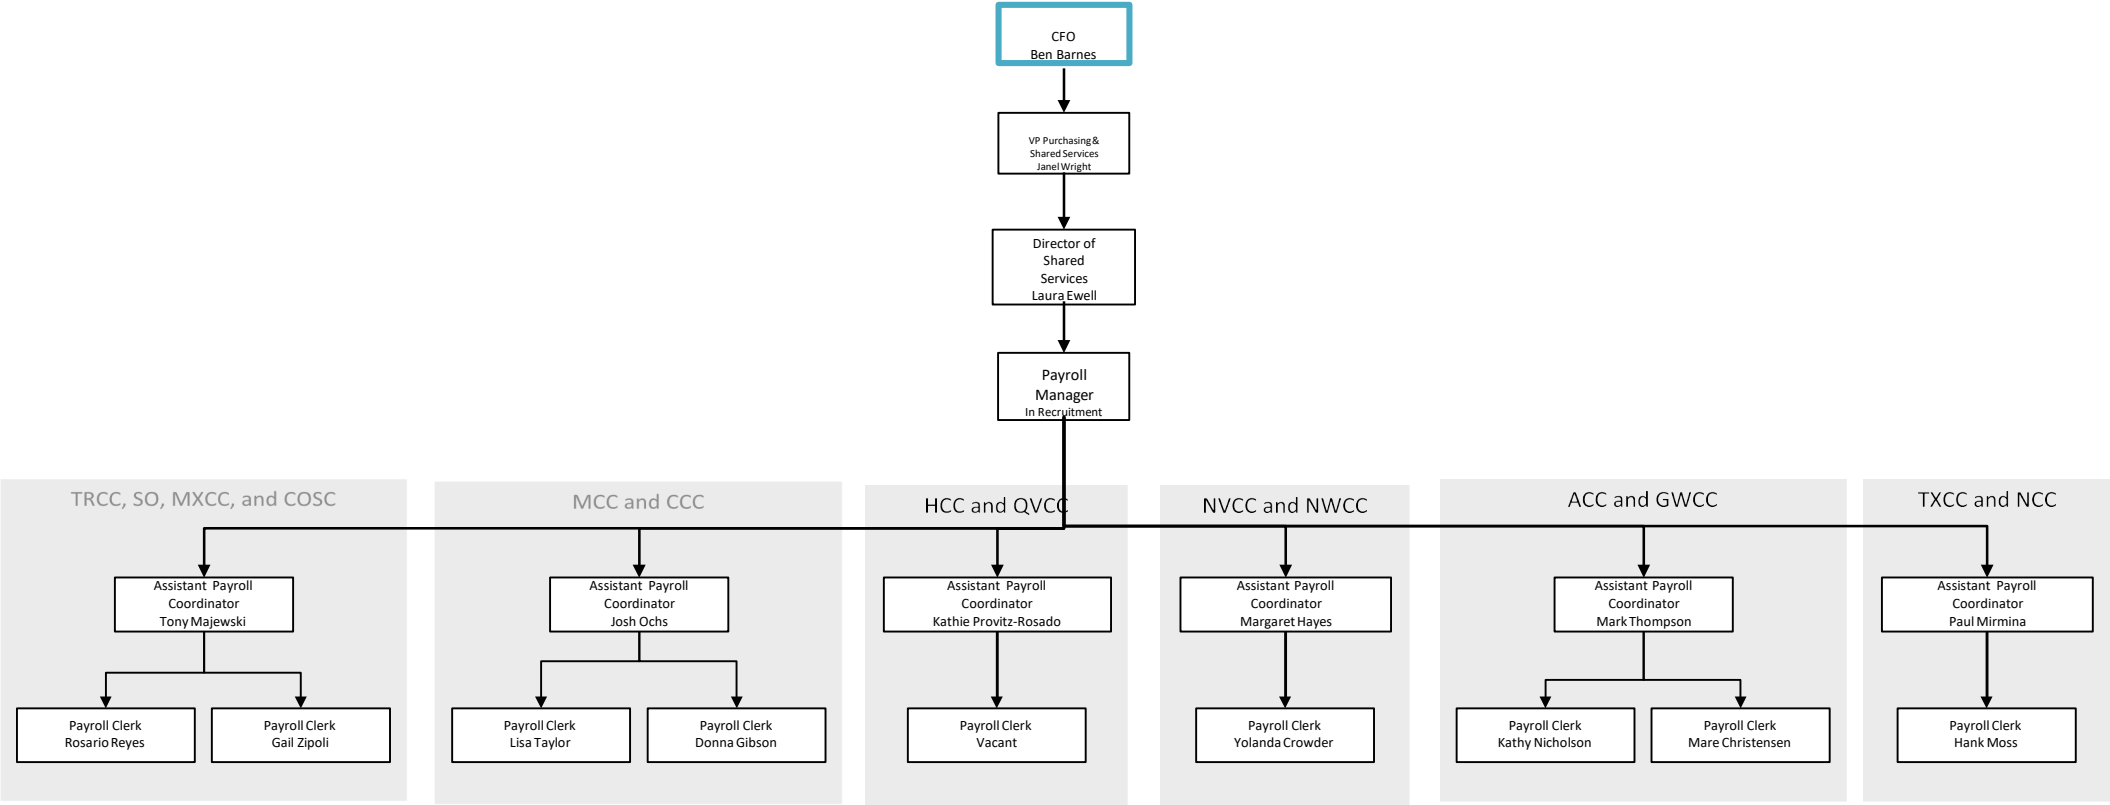 CFO
Ben Barnes
VP Purchasing &
Shared Services
Janel Wright
Director of
Shared
Services
Laura Ewell
Payroll
Manager
In Recruitment
TRCC, SO, MXCC, and COSC
Assistant Payroll
Coordinator
Tony Majewski
Payroll Clerk
Rosario Reyes
Payroll Clerk
Gail Zipoli
MCC and CCC
Assistant Payroll
Coordinator
Josh Ochs
Payroll Clerk
Lisa Taylor
Payroll Clerk
Donna Gibson
HCC and QVCC
Assistant Payroll
Coordinator
Kathie Provitz-Rosado
Payroll Clerk
Vacant
NVCC and NWCC
Assistant Payroll
Coordinator
Margaret Hayes
Payroll Clerk
Yolanda Crowder
ACC and GWCC
Assistant Payroll
Coordinator
Mark Thompson
Payroll Clerk
Kathy Nicholson
Payroll Clerk
Mare Christensen
TXCC and NCC
Assistant Payroll
Coordinator
Paul Mirmina
Payroll Clerk
Hank Moss